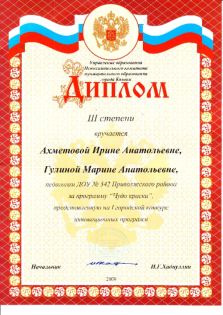 Управление образования
Исполнительного комитета
муниципального образования
города Казани
Диплом
III степени
вручается
Ахметовой Ирине Анатольевне,
Гулиной Марине Анатольевне,
педагогам ДОУ № 342 Приволжского района
за программу "Чудо краски",
представленную на I городской конкурс
инновационных программ
Начальник
И.Г.Хадиуллин
2008